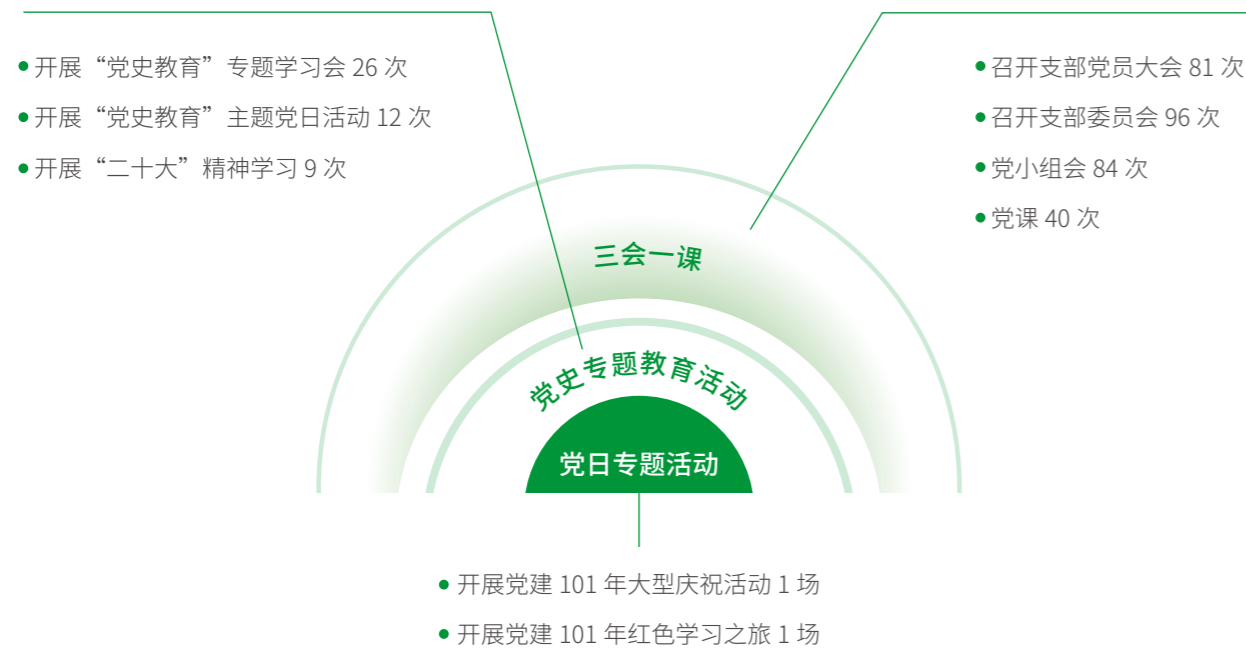 开展“党史教育”专题学习会 26 次
开展“党史教育”主题党日活动 12 次
开展“二十大”精神学习 9 次
召开支部党员大会 81 次
召开支部委员会 96 次
党小组会 84 次
党课 40 次
三会一课
党史专题教育活动
党日专题活动
开展党建 101 年大型庆祝活动 1 场
开展党建 101 年红色学习之旅 1 场